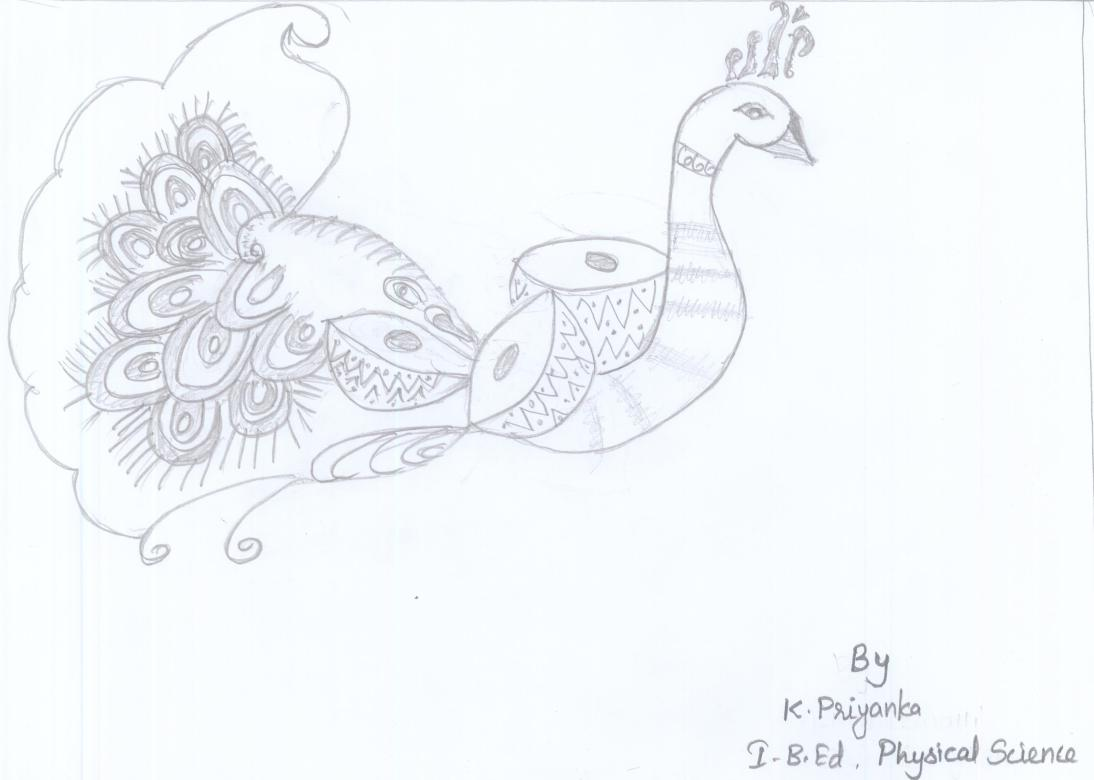 By
K. Priyanka
I - B.Ed. Physical Science